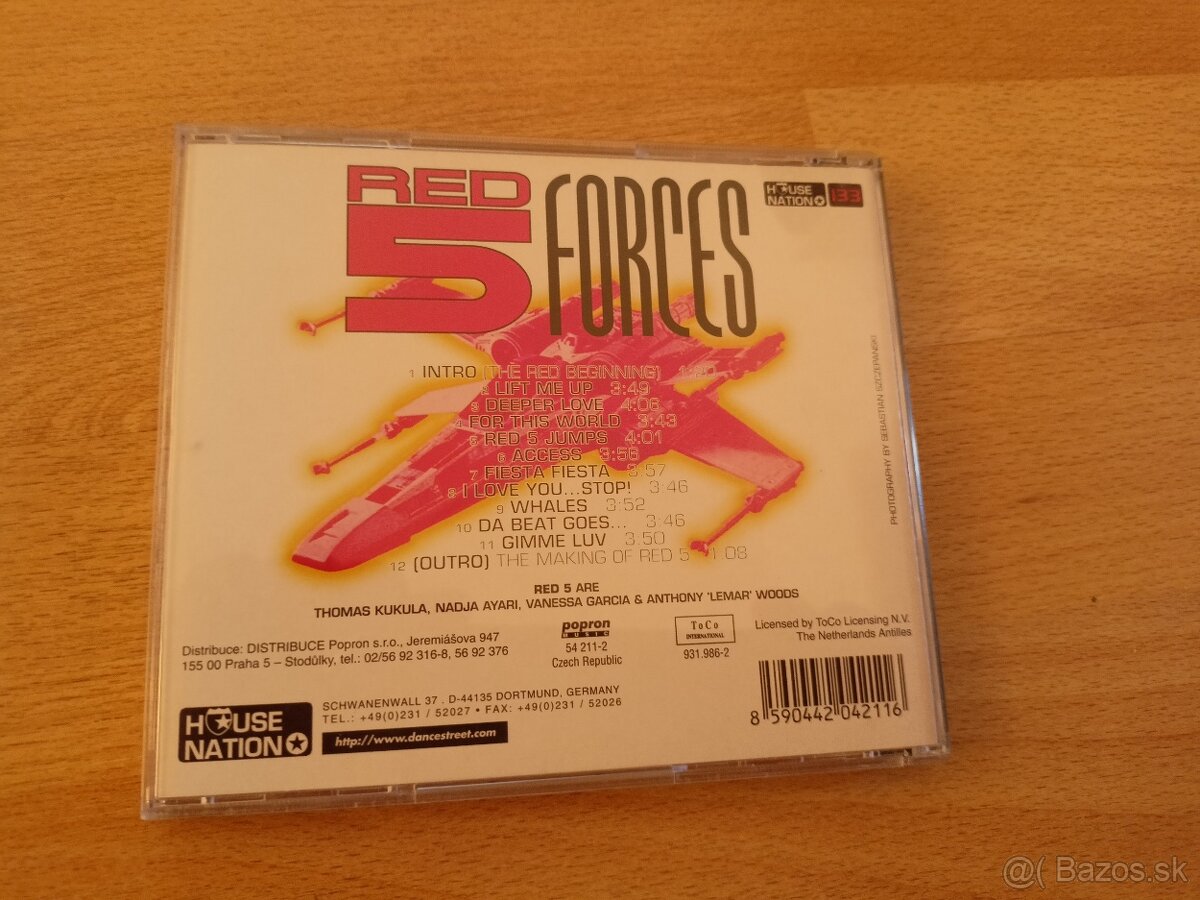 RED
5
FORCES
HOUSE
NATION
133
1 INTRO (THE RED BEGINNING) 1:20
2 LIFT ME UP 3:49
3 DEEPER LOVE 4:06
4 FOR THIS WORLD 3:43
5 RED 5 JUMPS 4:01
6 ACCESS 3:56
7 FIESTA FIESTA 3:57
8 I LOVE YOU...STOP! 3:46
9 WHALES 3:52
10 DA BEAT GOES... 3:46
11 GIMME LUV 3:50
12 (OUTRO) THE MAKING OF RED 5 1:08
PHOTOGRAPHY BY SEBASTIAN SZCZEPANSKI
RED 5 ARE
THOMAS KUKULA, NADJA AYARI, VANESSA GARCIA & ANTHONY 'LEMAR' WOODS
Distribuce: DISTRIBUCE Popron s.r.o., Jeremiášova 947
155 00 Praha 5 – Stodůlky, tel.: 02/56 92 316-8, 56 92 376
popron
MUSIC
54 211-2
Czech Republic
ToCo
INTERNATIONAL
931.986-2
Licensed by ToCo Licensing N.V.
The Netherlands Antilles
HOUSE
NATION
SCHWANENWALL 37 . D-44135 DORTMUND, GERMANY
TEL.: +49(0)231 / 52027 • FAX: +49(0)231 / 52026
http://www.dancestreet.com
8 590442 042116
@( Bazos.sk